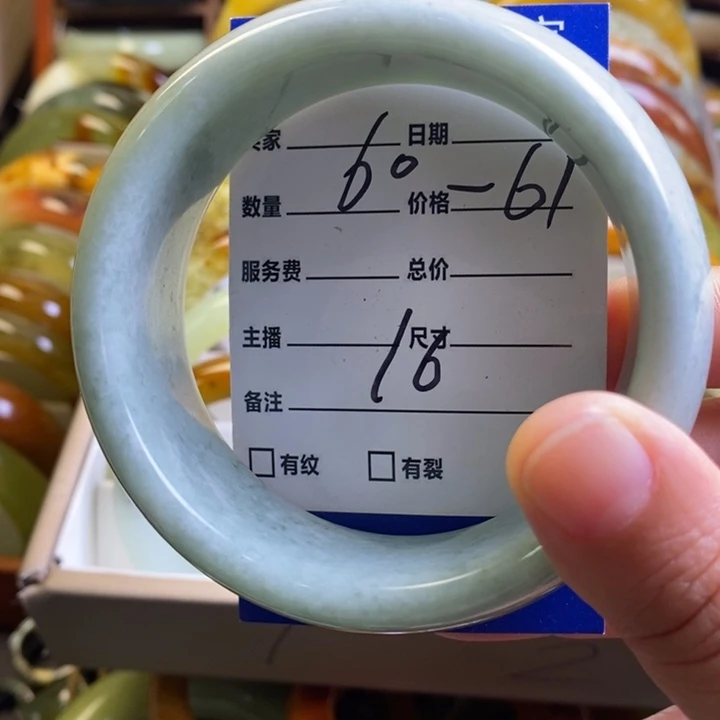 家 日期
60-61
数量 价格
服务费 总价
主播 尺寸
16
备注
有纹 有裂